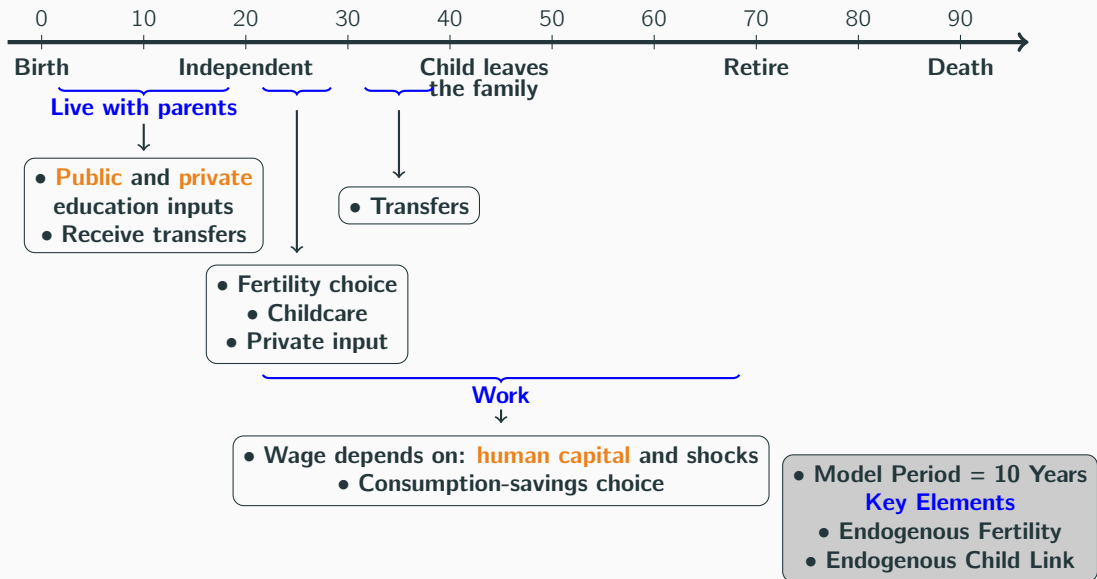 0 10 20 30 40 50 60 70 80 90
Birth Independent Child leaves Retire Death
the family
Live with parents
• Public and private
education inputs
• Receive transfers
• Transfers
• Fertility choice
• Childcare
• Private input
Work
• Wage depends on: human capital and shocks
• Consumption-savings choice
• Model Period = 10 Years
Key Elements
• Endogenous Fertility
• Endogenous Child Link